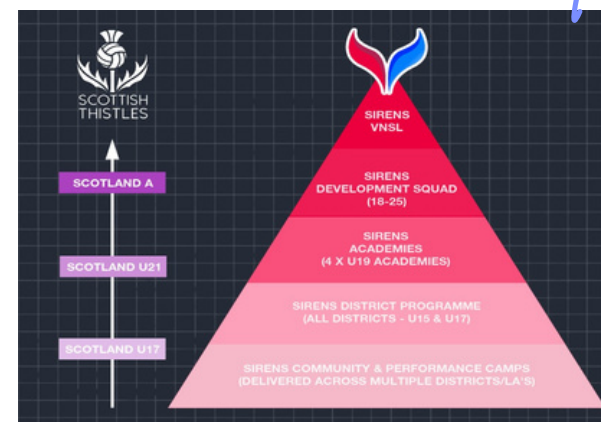 SCOTTISH
THISTLES
SCOTLAND A
SCOTLAND U21
SCOTLAND U17
SIRENS
VNSL
SIRENS
DEVELOPMENT SQUAD
(18-25)
SIRENS
ACADEMIES
(4 X U19 ACADEMIES)
SIRENS DISTRICT PROGRAMME
(ALL DISTRICTS - U15 & U17)
SIRENS COMMUNITY & PERFORMANCE CAMPS
(DELIVERED ACROSS MULTIPLE DISTRICTS/LA'S)